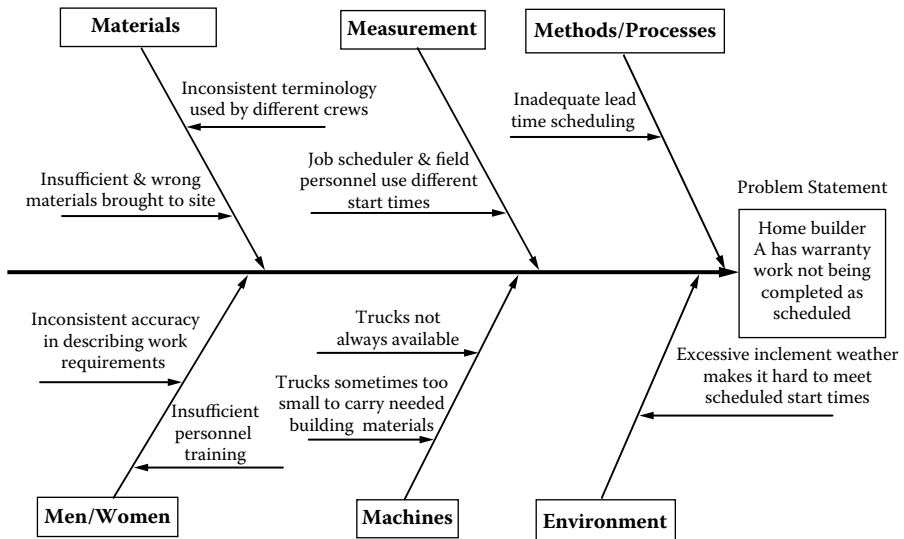 Materials
Measurement
Methods/Processes
Inconsistent terminology
used by different crews
Inadequate lead
time scheduling
Insufficient & wrong
materials brought to site
Job scheduler & field
personnel use different
start times
Problem Statement
Home builder
A has warranty
work not being
completed as
scheduled
Inconsistent accuracy
in describing work
requirements
Trucks not
always available
Excessive inclement weather
makes it hard to meet
scheduled start times
Insufficient
personnel
training
Trucks sometimes too
small to carry needed
building materials
Men/Women
Machines
Environment